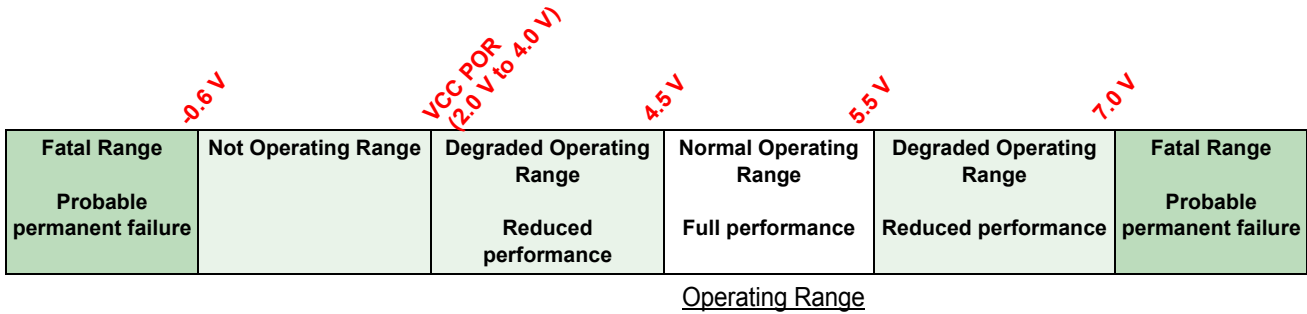 -0.6 V
VCC POR
(2.0 V to 4.0 V)
4.5 V
5.5 V
7.0 V
Fatal Range
Probable
permanent failure
Not Operating Range
Degraded Operating
Range
Reduced
performance
Normal Operating
Range
Full performance
Degraded Operating
Range
Reduced performance
Fatal Range
Probable
permanent failure
Operating Range